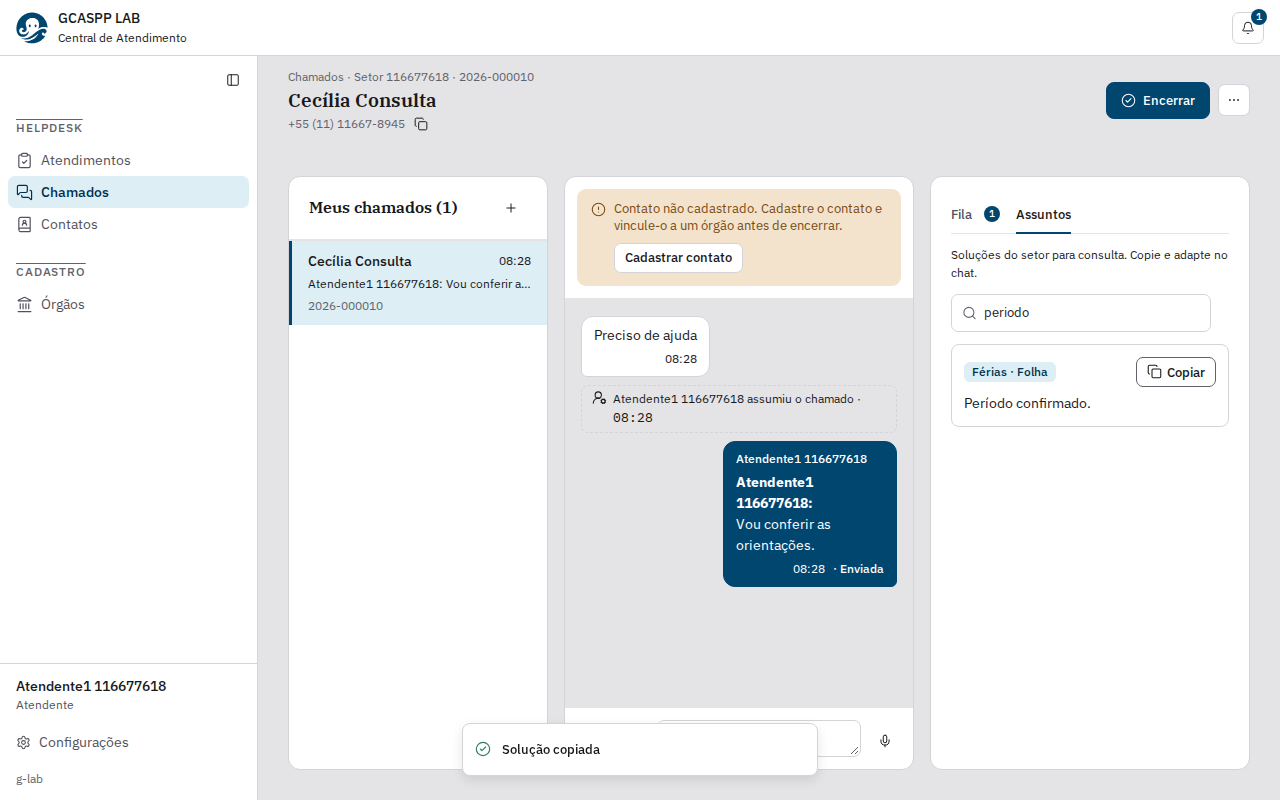 GCASPP LAB
Central de Atendimento
1
HELPDESK
Atendimentos
Chamados
Contatos
CADASTRO
Órgãos
Atendente1 116677618
Atendente
Configurações
g-lab
Chamados · Setor 116677618 · 2026-000010
Cecília Consulta
+55 (11) 11667-8945
Encerrar
Meus chamados (1)
Cecília Consulta 08:28
Atendente1 116677618: Vou conferir a...
2026-000010
Contato não cadastrado. Cadastre o contato e
vincule-o a um órgão antes de encerrar.
Cadastrar contato
Preciso de ajuda
08:28
Atendente1 116677618 assumiu o chamado ·
08:28
Atendente1 116677618
Atendente1
116677618:
Vou conferir as
orientações.
08:28 · Enviada
Fila 1 Assuntos
Soluções do setor para consulta. Copie e adapte no
chat.
periodo
Férias · Folha
Copiar
Período confirmado.
Solução copiada